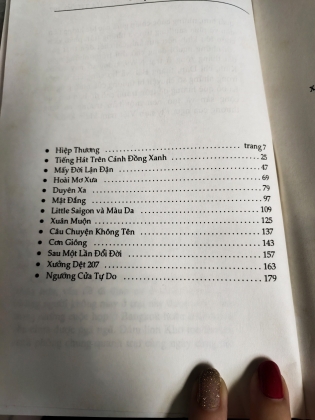 • Hiệp Thương ........ trang 7
• Tiếng Hát Trên Cánh Đồng Xanh ........ 25
• Mấy Đời Lận Đận ........ 47
• Hoài Mơ Xưa ........ 69
• Duyên Xa ........ 79
• Mật Đắng ........ 97
• Little Saigon và Màu Da ........ 109
• Xuân Muộn ........ 125
• Câu Chuyện Không Tên ........ 137
• Cơn Giông ........ 143
• Sau Một Lần Đổi Đời ........ 157
• Xưởng Dệt 207 ........ 163
• Ngưỡng Cửa Tự Do ........ 179